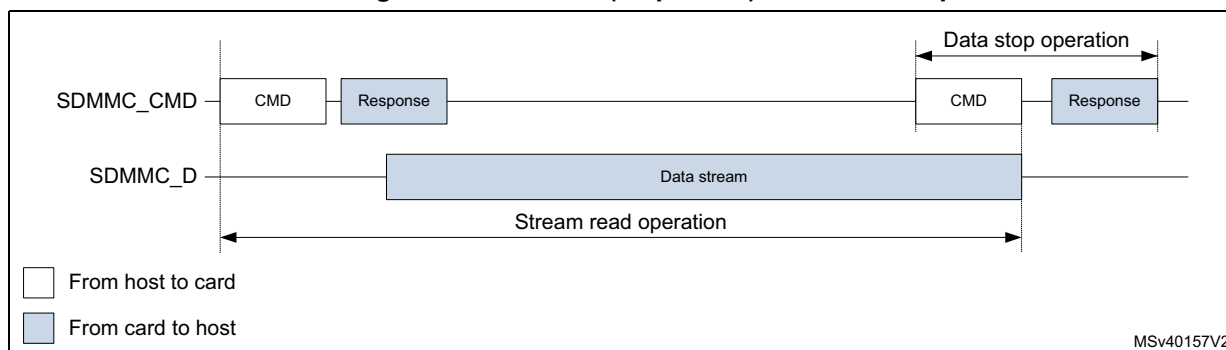 Data stop operation
SDMMC_CMD CMD Response CMD Response
SDMMC_D Data stream
Stream read operation
From host to card
From card to host
MSv40157V2